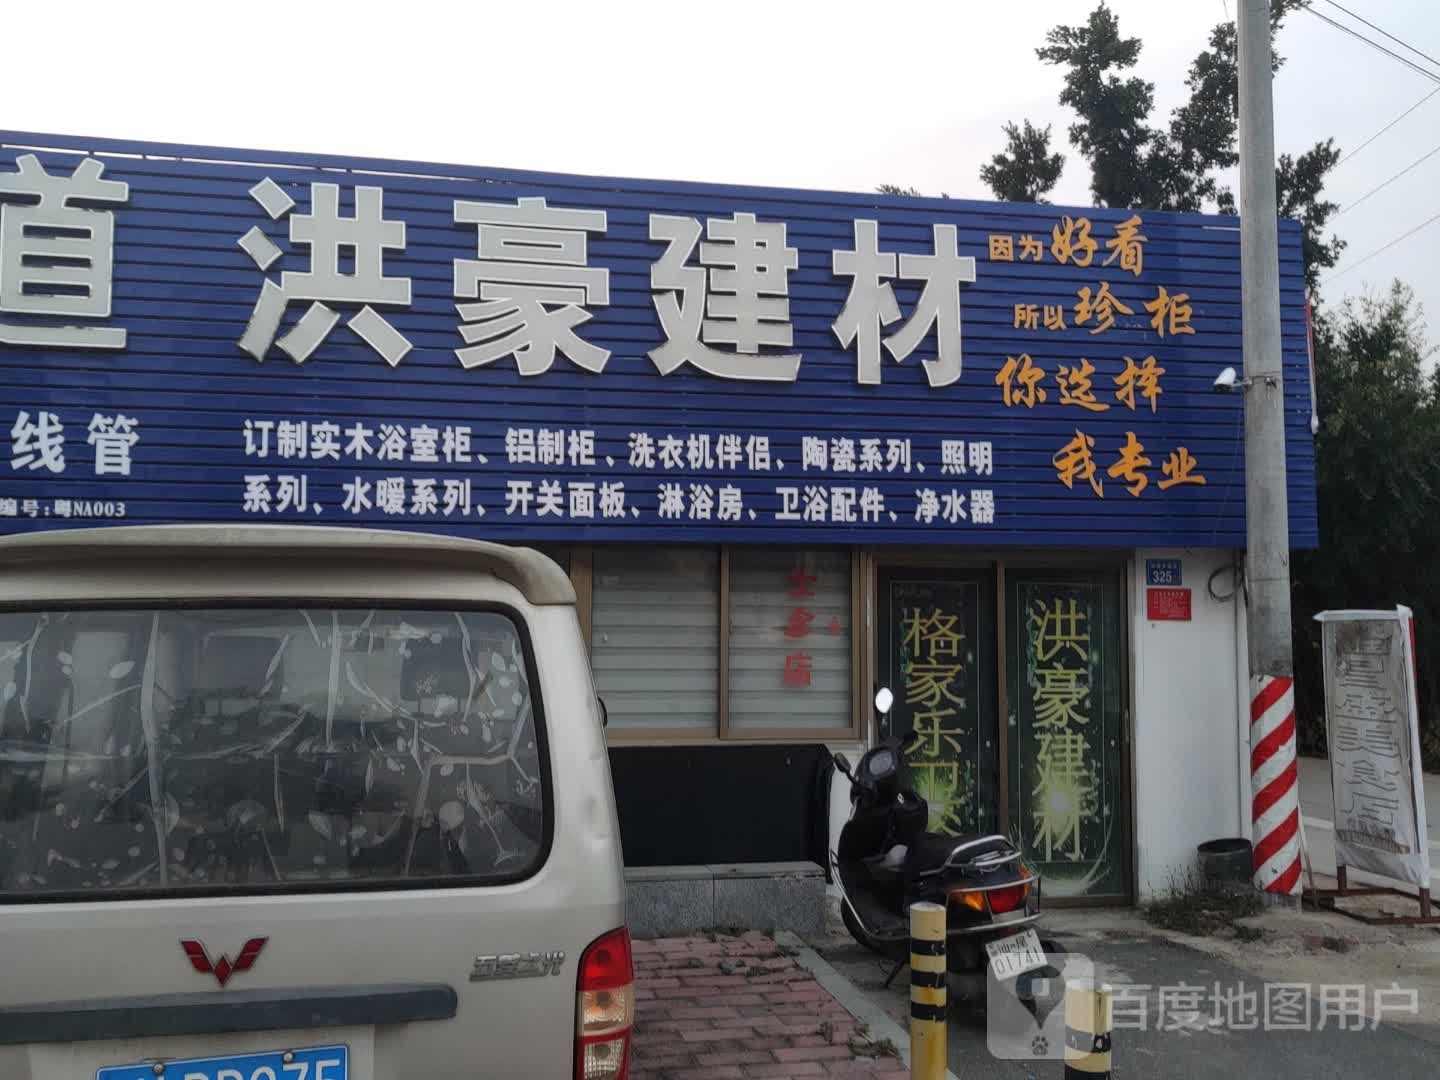 道 洪豪建材
因为好看
所以珍柜
你选择
我专业
线管
编号:粤NA003
订制实木浴室柜、铝制柜、洗衣机伴侣、陶瓷系列、照明
系列、水暖系列、开关面板、淋浴房、卫浴配件、净水器
325
士多店
格家乐卫
洪豪建材
五菱之光
01741
百度地图用户